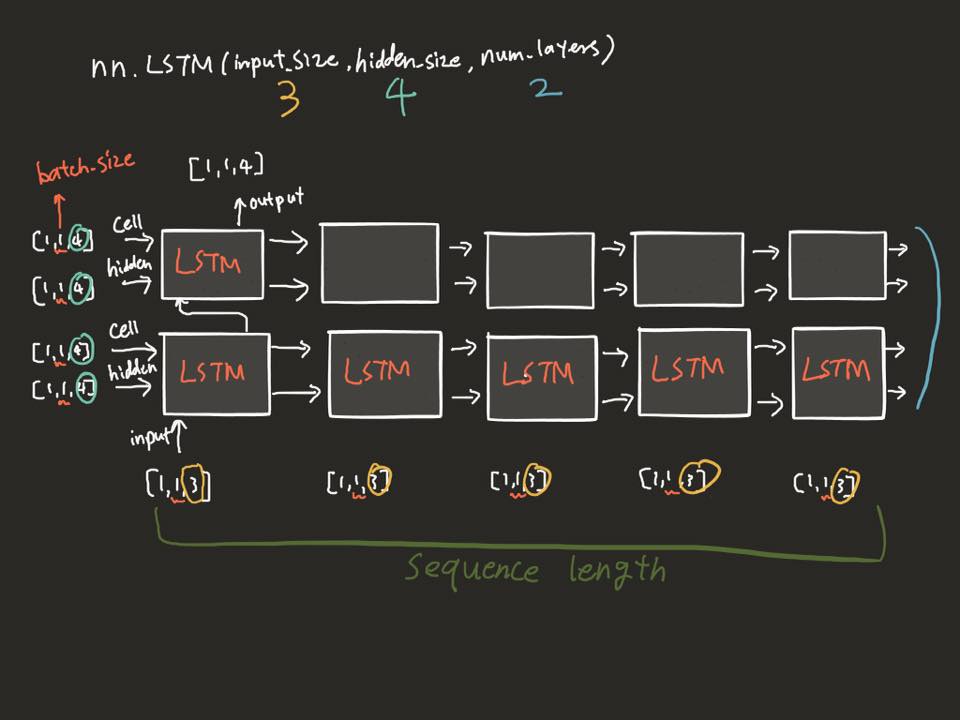 nn.LSTM(input_size, hidden_size, num_layers)
3 4 2
batch-size
[1,1,4]
output
[1,1,4] Cell
LSTM
hidden
[1,1,4]
[1,1,4] Cell
[1,1,4] hidden
LSTM LSTM LSTM LSTM LSTM
input
[1,1,3] [1,1,3] [1,1,3] [1,1,3] [1,1,3]
Sequence length